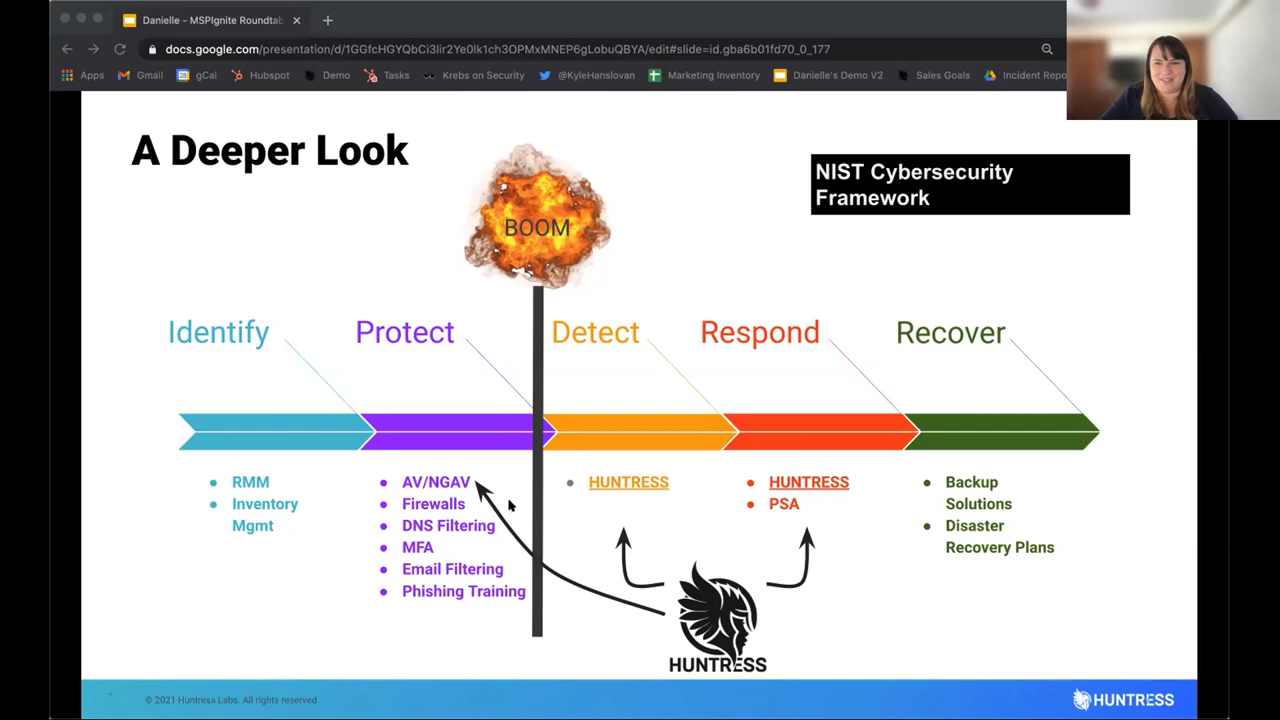 Danielle - MSPIgnite Roundtab
docs.google.com/presentation/d/1GGfcHGYQbCi3Iir2Ye0lk1ch3OPMxMNEP6gLobuQBYA/edit#slide=id.gba6b01fd70_0_177
Apps
Gmail
gCal
Hubspot
Demo
Tasks
Krebs on Security
@KyleHanslovan
Marketing Inventory
Danielle's Demo V2
Sales Goals
Incident Repo
A Deeper Look
NIST Cybersecurity
Framework
BOOM
Identify
Protect
Detect
Respond
Recover
RMM
Inventory
Mgmt
AV/NGAV
Firewalls
DNS Filtering
MFA
Email Filtering
Phishing Training
HUNTRESS
HUNTRESS
PSA
Backup
Solutions
Disaster
Recovery Plans
HUNTRESS
© 2021 Huntress Labs. All rights reserved
HUNTRESS